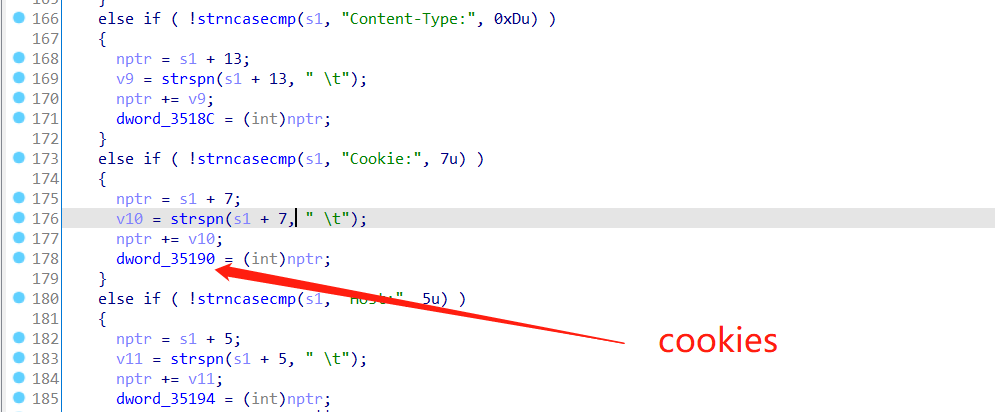 166 else if ( !strncasecmp(s1, "Content-Type:", 0xDu) )
167 {
168 nptr = s1 + 13;
169 v9 = strspn(s1 + 13, " \t");
170 nptr += v9;
171 dword_3518C = (int)nptr;
172 }
173 else if ( !strncasecmp(s1, "Cookie:", 7u) )
174 {
175 nptr = s1 + 7;
176 v10 = strspn(s1 + 7, " \t");
177 nptr += v10;
178 dword_35190 = (int)nptr;
179 }
180 else if ( !strncasecmp(s1, "Host:", 5u) )
181 {
182 nptr = s1 + 5;
cookies
183 v11 = strspn(s1 + 5, " \t");
184 nptr += v11;
185 dword_35194 = (int)nptr;